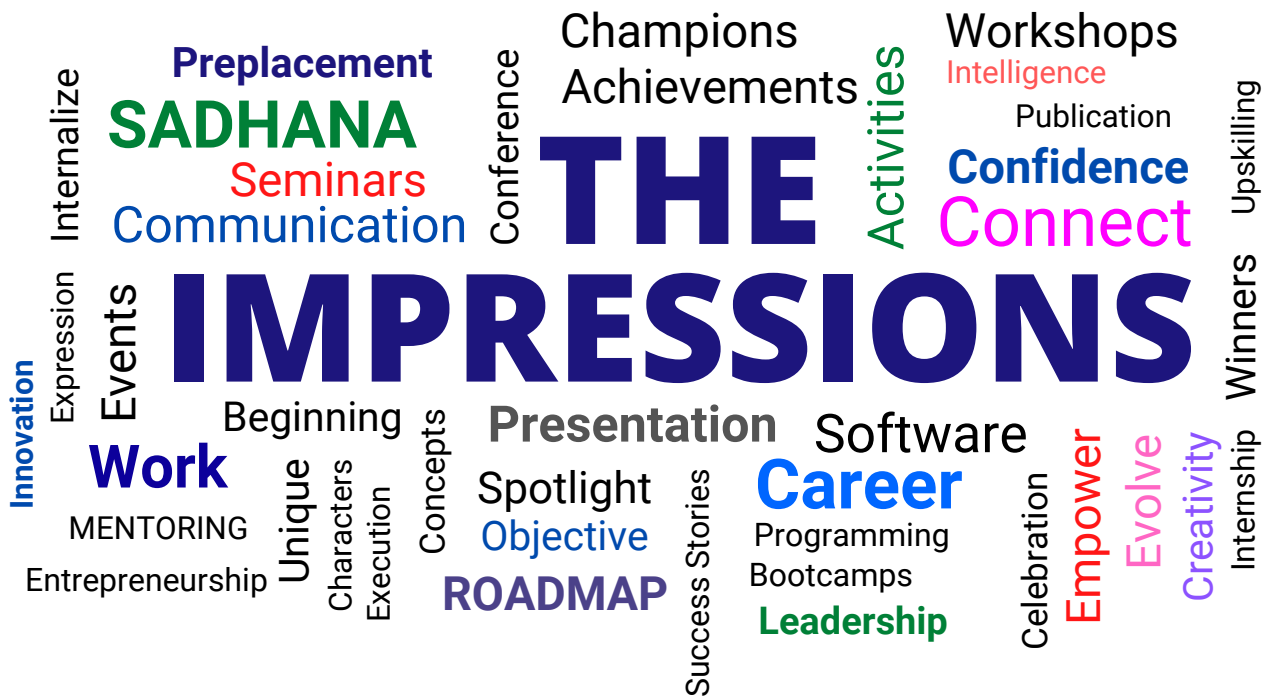 Champions
Workshops
Preplacement
Internalize
Conference
Achievements
Activities
Intelligence
SADHANA
Publication
Upskilling
THE
Seminars
Confidence
Communication
Connect
IMPRESSIONS
Expression
Events
Winners
Innovation
Beginning
Concepts
Presentation
Software
Work
Unique
Characters
Execution
Spotlight
Career
Celebration
Empower
Evolve
Creativity
Internship
MENTORING
Objective
Success Stories
Programming
Entrepreneurship
ROADMAP
Bootcamps
Leadership